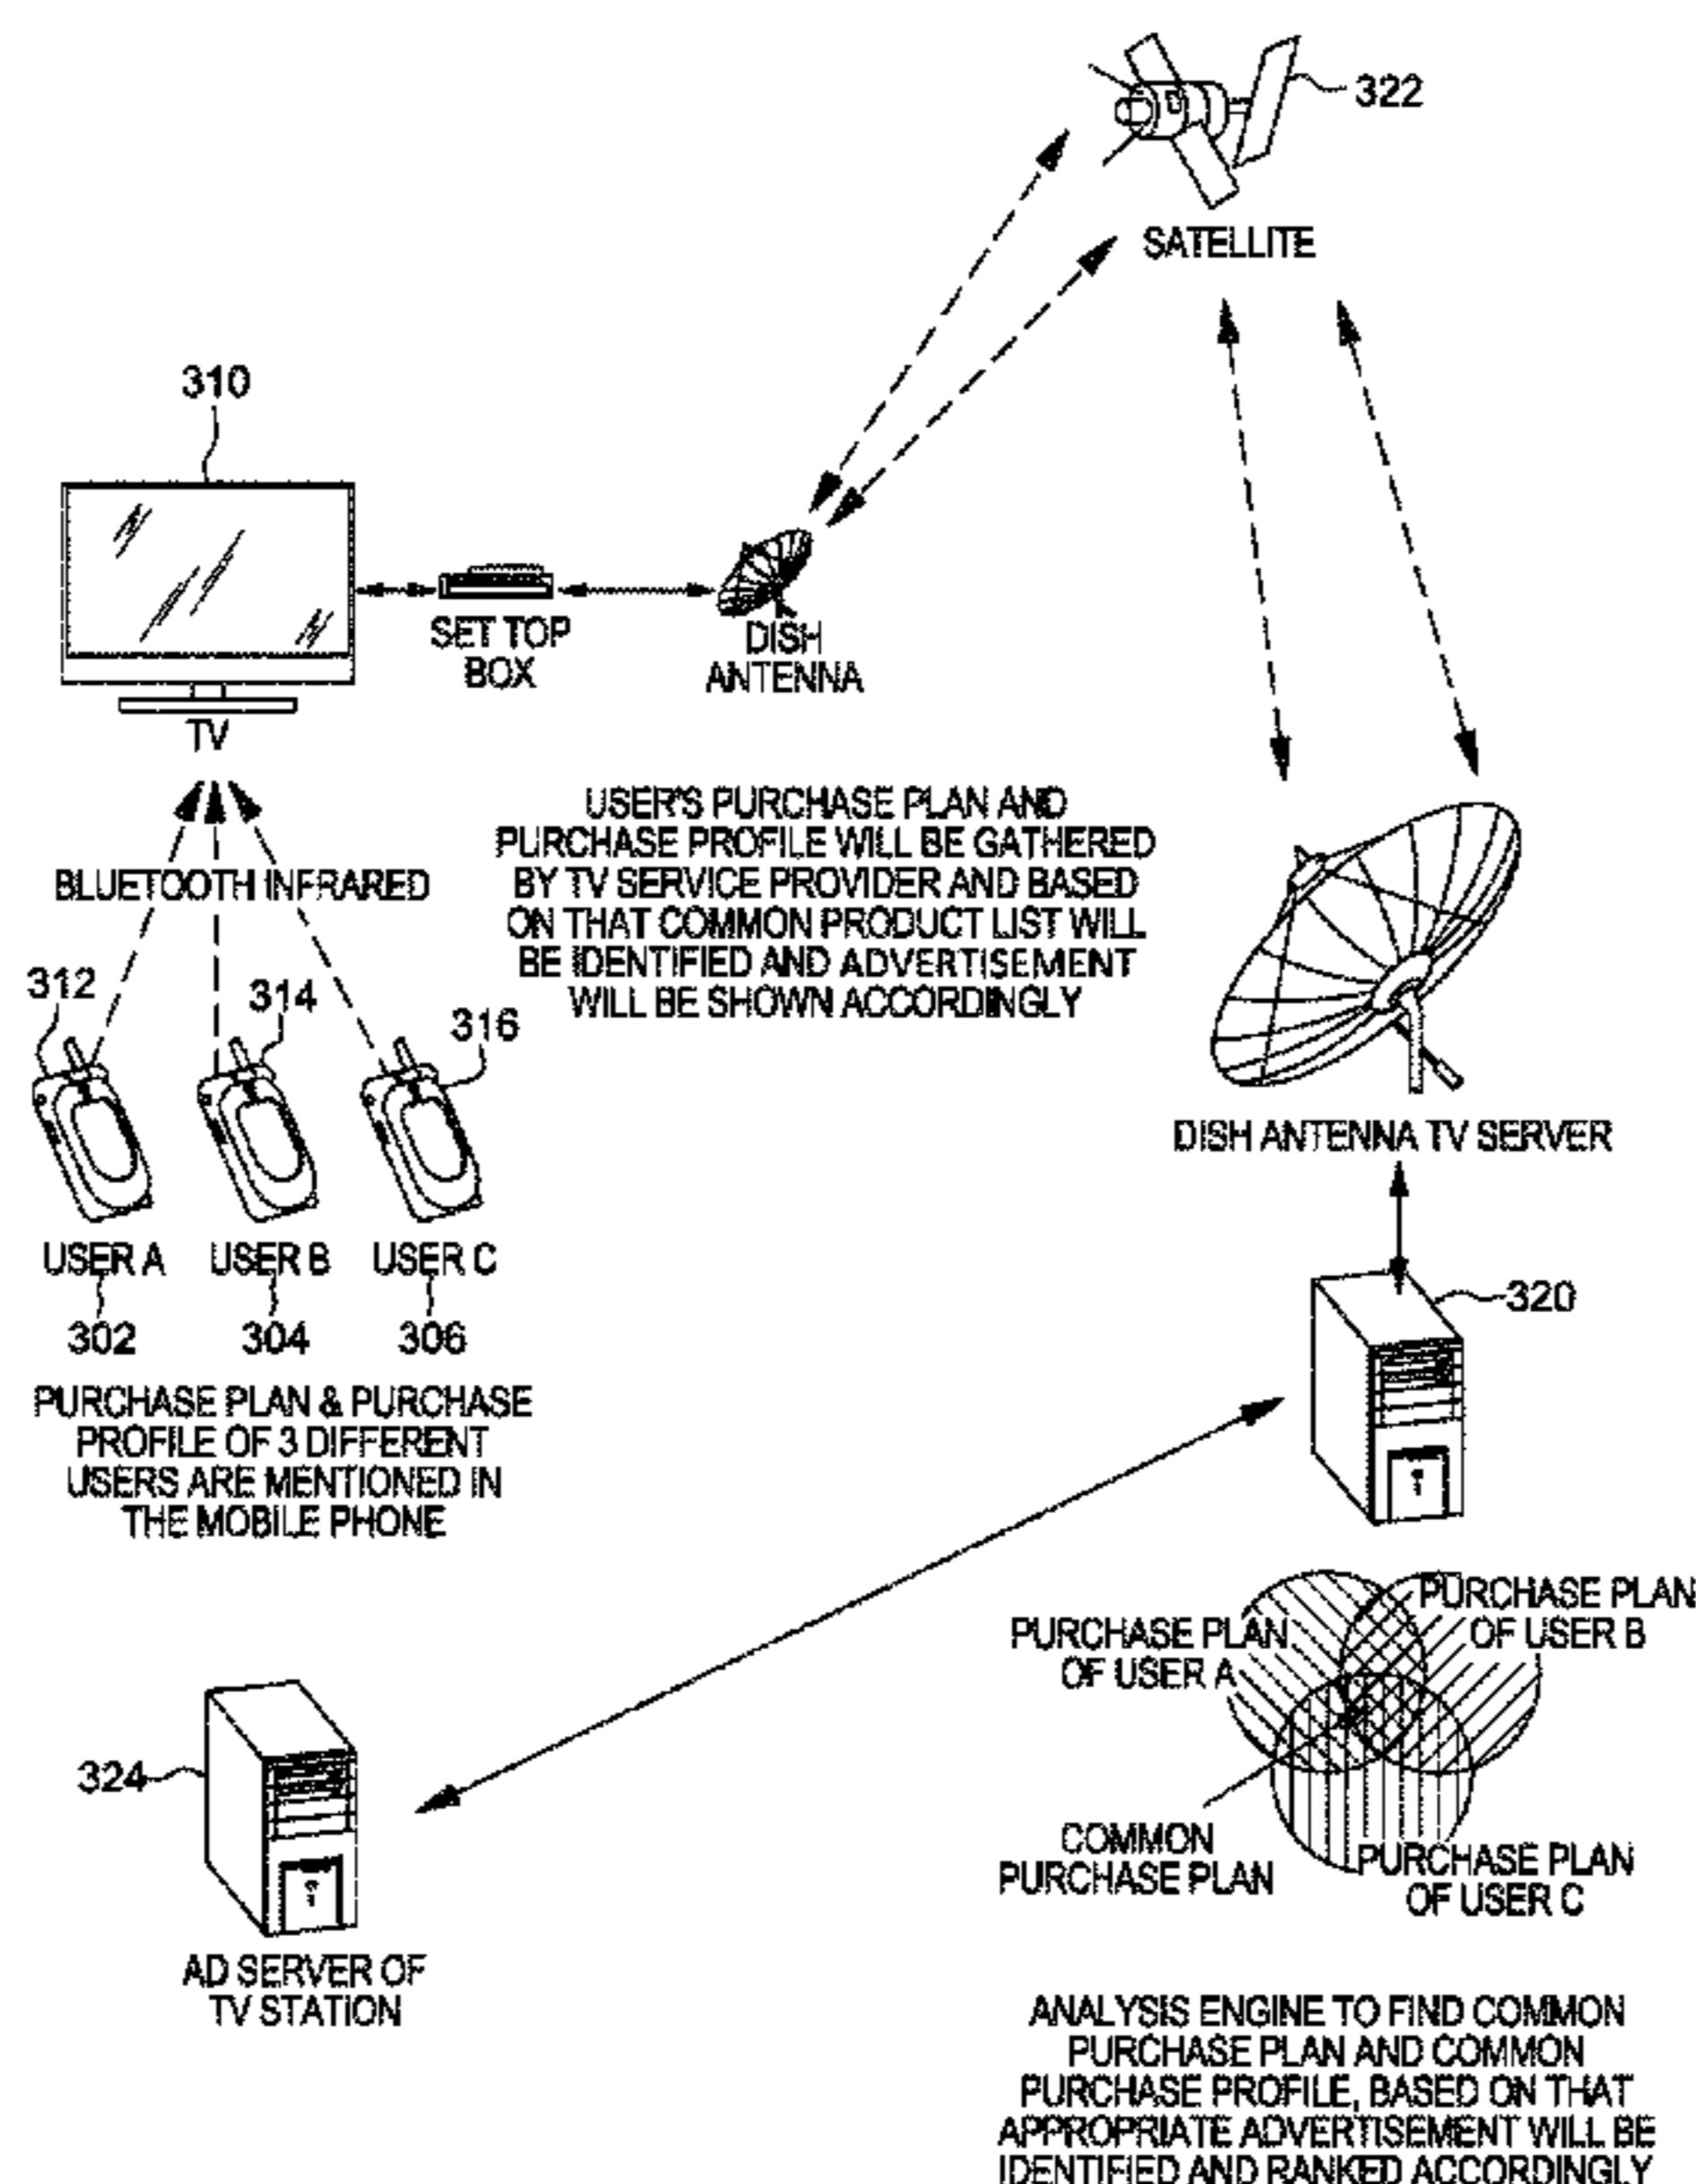 322
SATELLITE
310
SET TOP
BOX
DISH
ANTENNA
TV
USER'S PURCHASE PLAN AND
PURCHASE PROFILE WILL BE GATHERED
BY TV SERVICE PROVIDER AND BASED
ON THAT COMMON PRODUCT LIST WILL
BE IDENTIFIED AND ADVERTISEMENT
WILL BE SHOWN ACCORDINGLY
BLUETOOTH INFRARED
312
314
316
USER A
USER B
USER C
302
304
306
PURCHASE PLAN & PURCHASE
PROFILE OF 3 DIFFERENT
USERS ARE MENTIONED IN
THE MOBILE PHONE
DISH ANTENNA TV SERVER
320
PURCHASE PLAN
OF USER A
PURCHASE PLAN
OF USER B
COMMON
PURCHASE PLAN
PURCHASE PLAN
OF USER C
324
AD SERVER OF
TV STATION
ANALYSIS ENGINE TO FIND COMMON
PURCHASE PLAN AND COMMON
PURCHASE PROFILE, BASED ON THAT
APPROPRIATE ADVERTISEMENT WILL BE
IDENTIFIED AND RANKED ACCORDINGLY